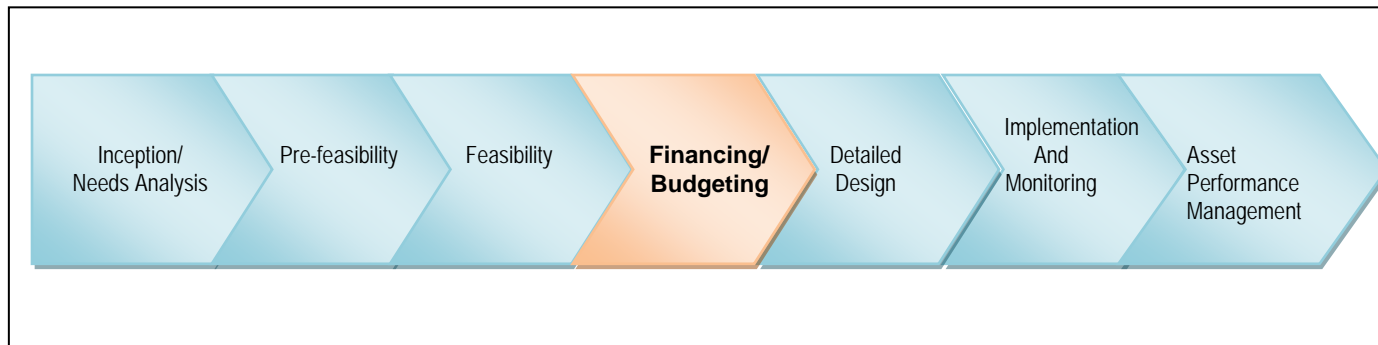 Inception/
Needs Analysis
Pre-feasibility
Feasibility
Financing/
Budgeting
Detailed
Design
Implementation
And
Monitoring
Asset
Performance
Management